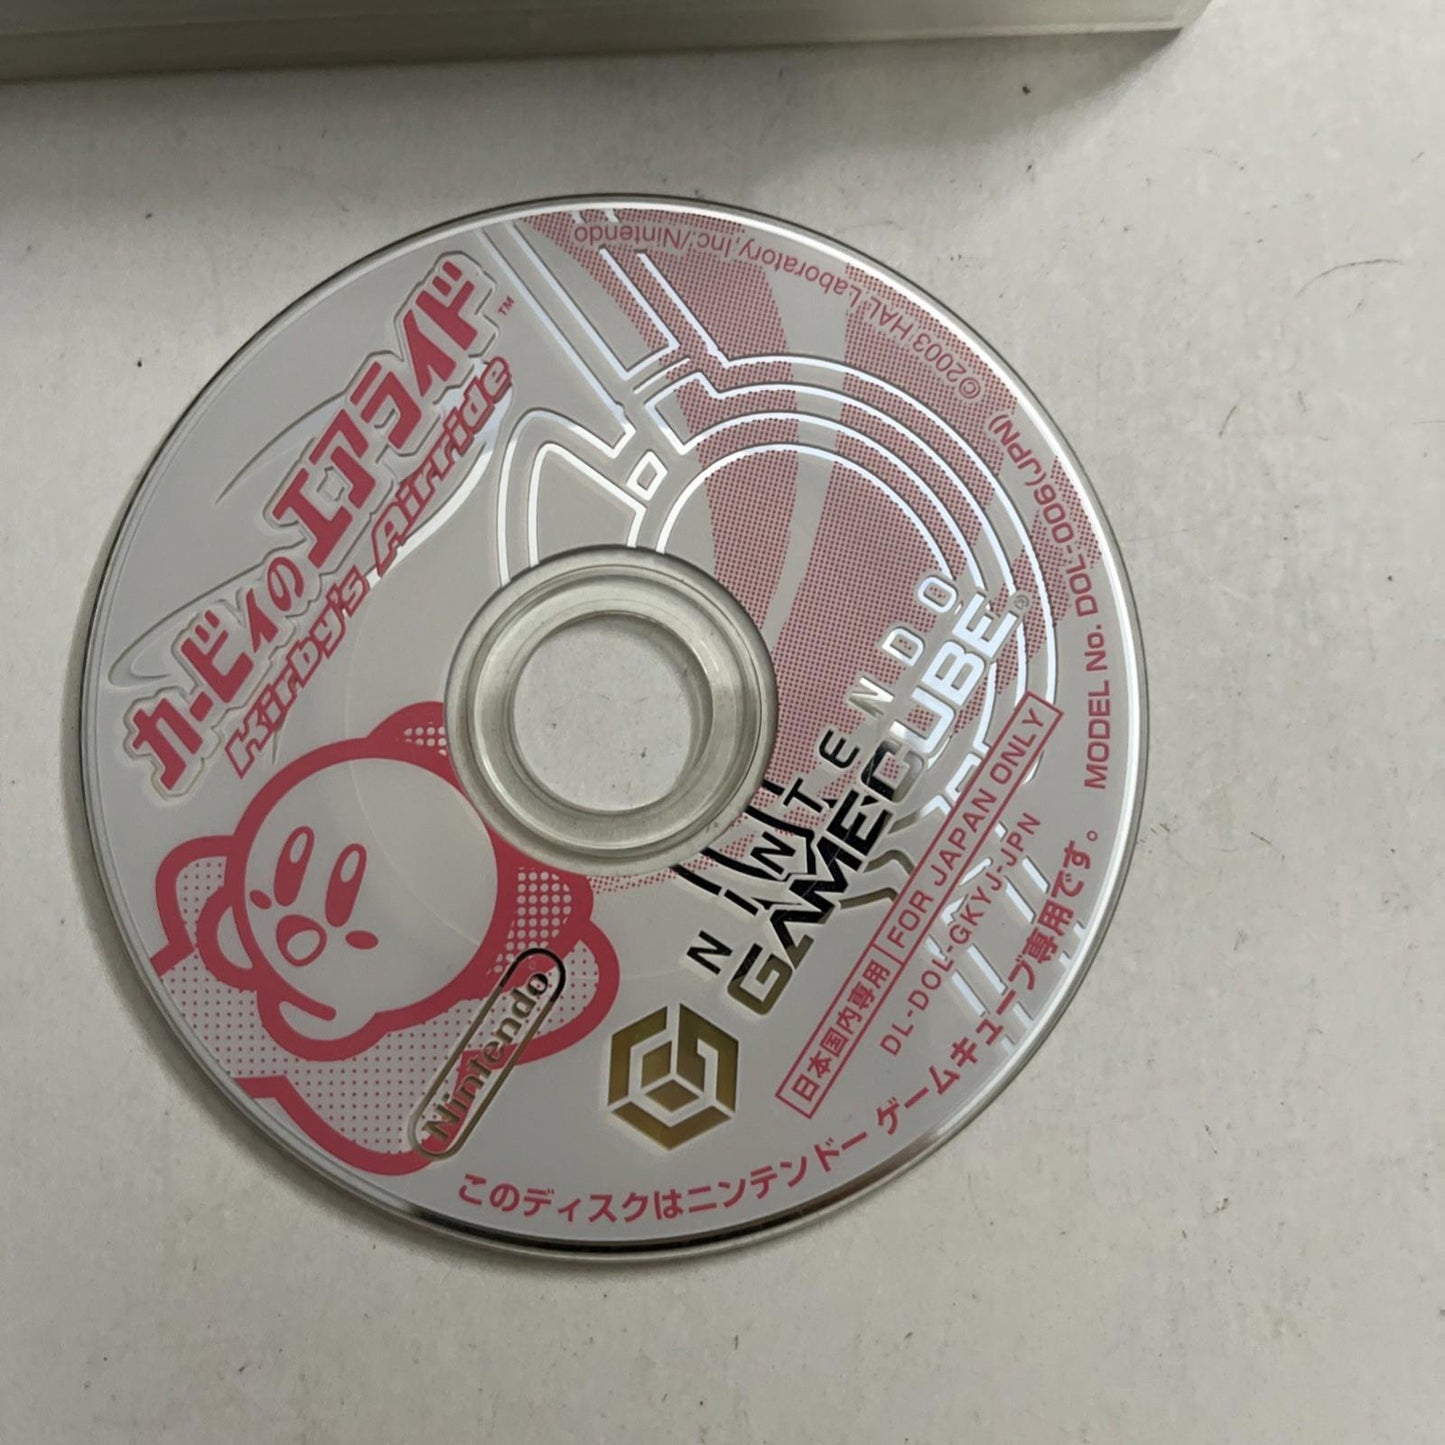 カービィのエアライド™
Kirby's Airride
Nintendo
NINTENDO
GAMECUBE®
日本国内専用 FOR JAPAN ONLY
DL-DOL-GKYJ-JPN
このディスクはニンテンドー ゲームキューブ専用です。
MODEL No. DOL-006(JPN)
©2003 HAL Laboratory,Inc./Nintendo